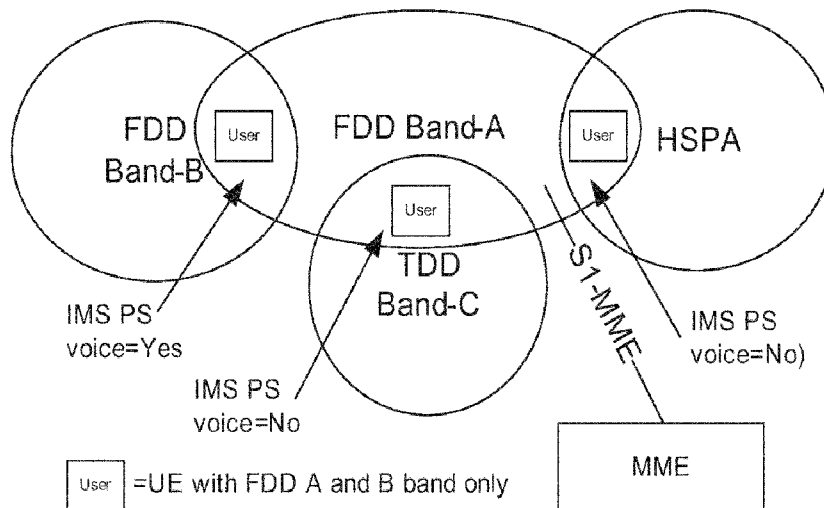 FDD
Band-B
User
FDD Band-A
User
HSPA
User
TDD
Band-C
S1-MME
IMS PS
voice=Yes
IMS PS
voice=No
IMS PS
voice=No)
MME
User =UE with FDD A and B band only